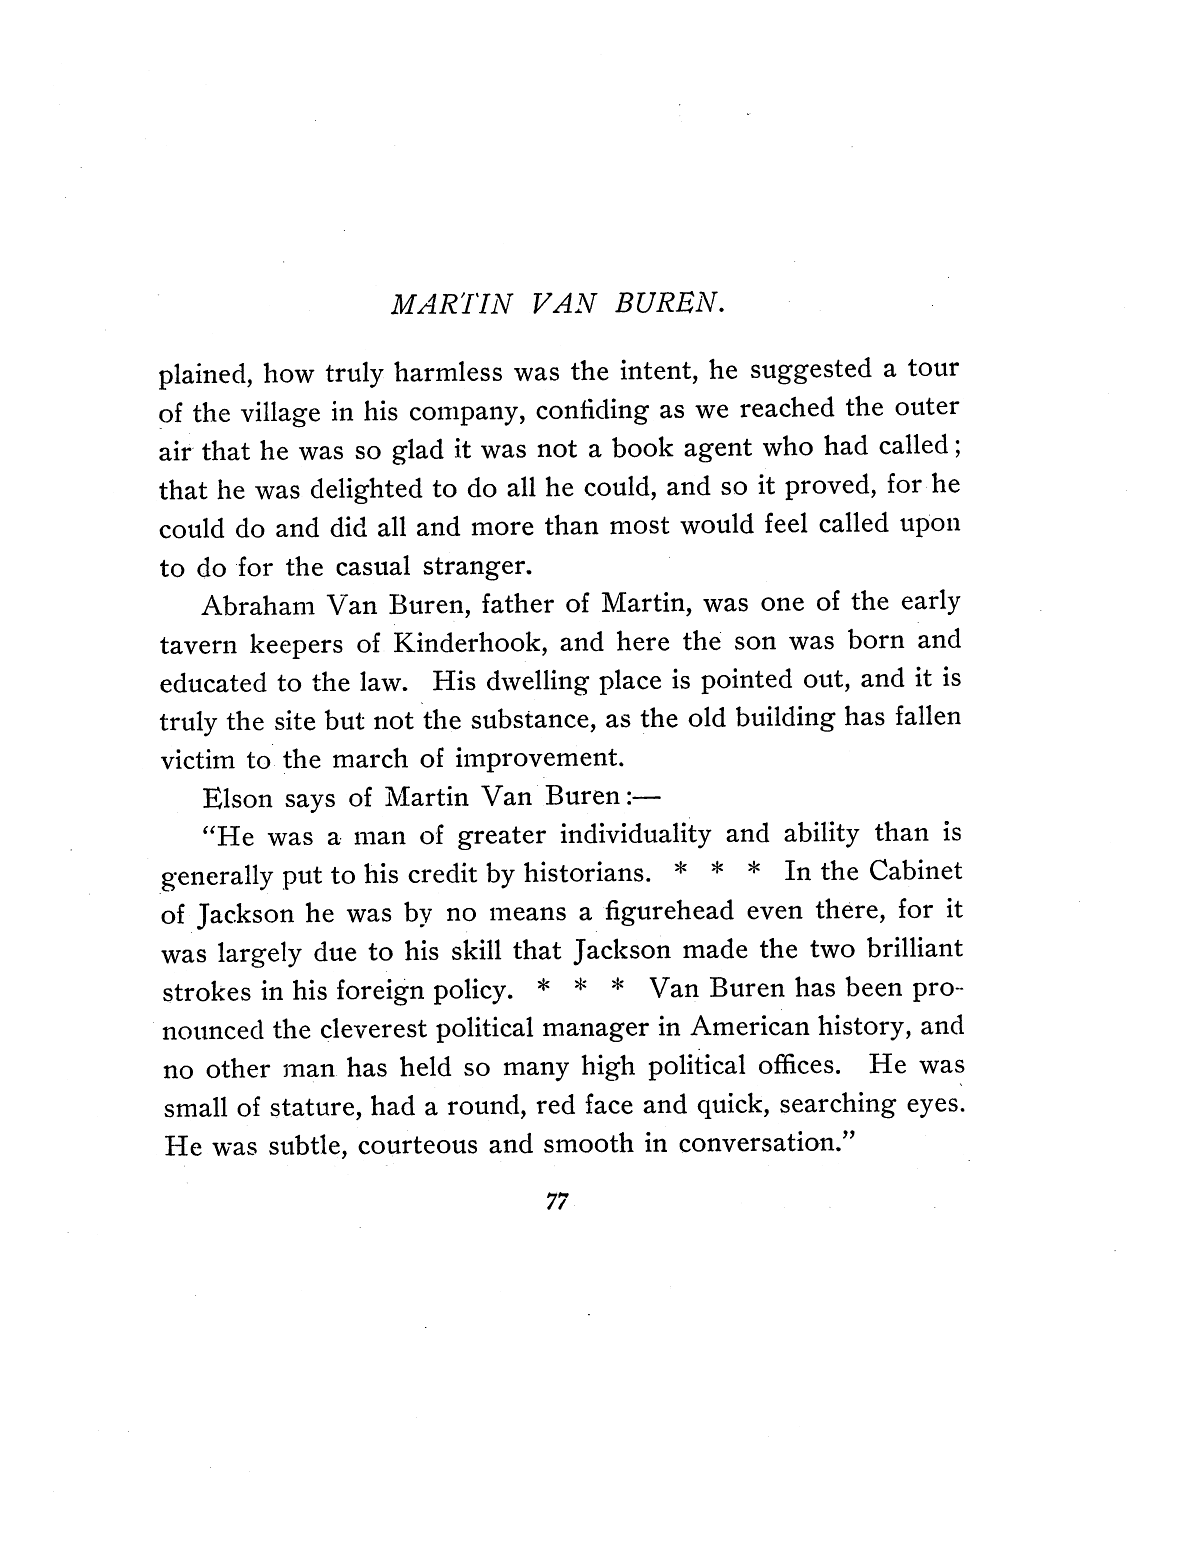 MARTIN VAN BUREN.
plained, how truly harmless was the intent, he suggested a tour
of the village in his company, confiding as we reached the outer
air that he was so glad it was not a book agent who had called;
that he was delighted to do all he could, and so it proved, for he
could do and did all and more than most would feel called upon
to do for the casual stranger.
Abraham Van Buren, father of Martin, was one of the early
tavern keepers of Kinderhook, and here the son was born and
educated to the law. His dwelling place is pointed out, and it is
truly the site but not the substance, as the old building has fallen
victim to the march of improvement.
Elson says of Martin Van Buren:—
"He was a man of greater individuality and ability than is
generally put to his credit by historians. * * * In the Cabinet
of Jackson he was by no means a figurehead even there, for it
was largely due to his skill that Jackson made the two brilliant
strokes in his foreign policy. * * * Van Buren has been pro-
nounced the cleverest political manager in American history, and
no other man has held so many high political offices. He was
small of stature, had a round, red face and quick, searching eyes.
He was subtle, courteous and smooth in conversation."
77